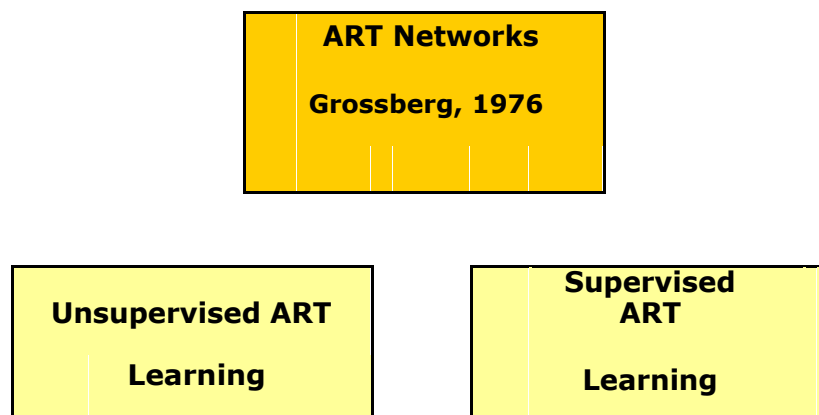 ART Networks
Grossberg, 1976
Unsupervised ART
Learning
Supervised
ART
Learning